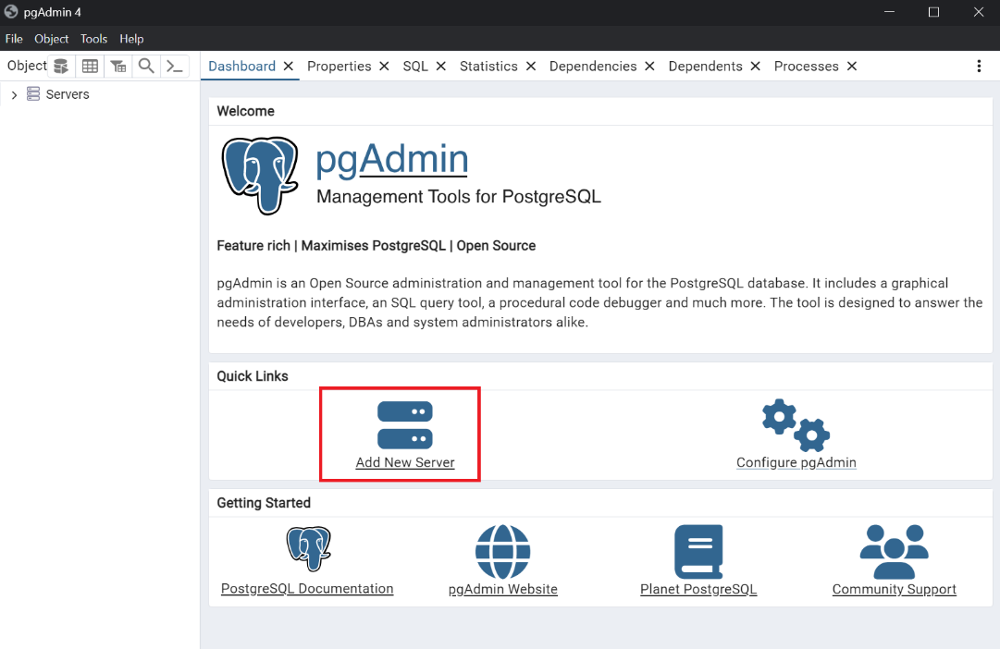 pgAdmin 4
File Object Tools Help
Object
Dashboard Properties SQL Statistics Dependencies Dependents Processes
Servers
Welcome
pgAdmin
Management Tools for PostgreSQL
Feature rich | Maximises PostgreSQL | Open Source
pgAdmin is an Open Source administration and management tool for the PostgreSQL database. It includes a graphical
administration interface, an SQL query tool, a procedural code debugger and much more. The tool is designed to answer the
needs of developers, DBAs and system administrators alike.
Quick Links
Add New Server Configure pgAdmin
Getting Started
PostgreSQL Documentation pgAdmin Website Planet PostgreSQL Community Support